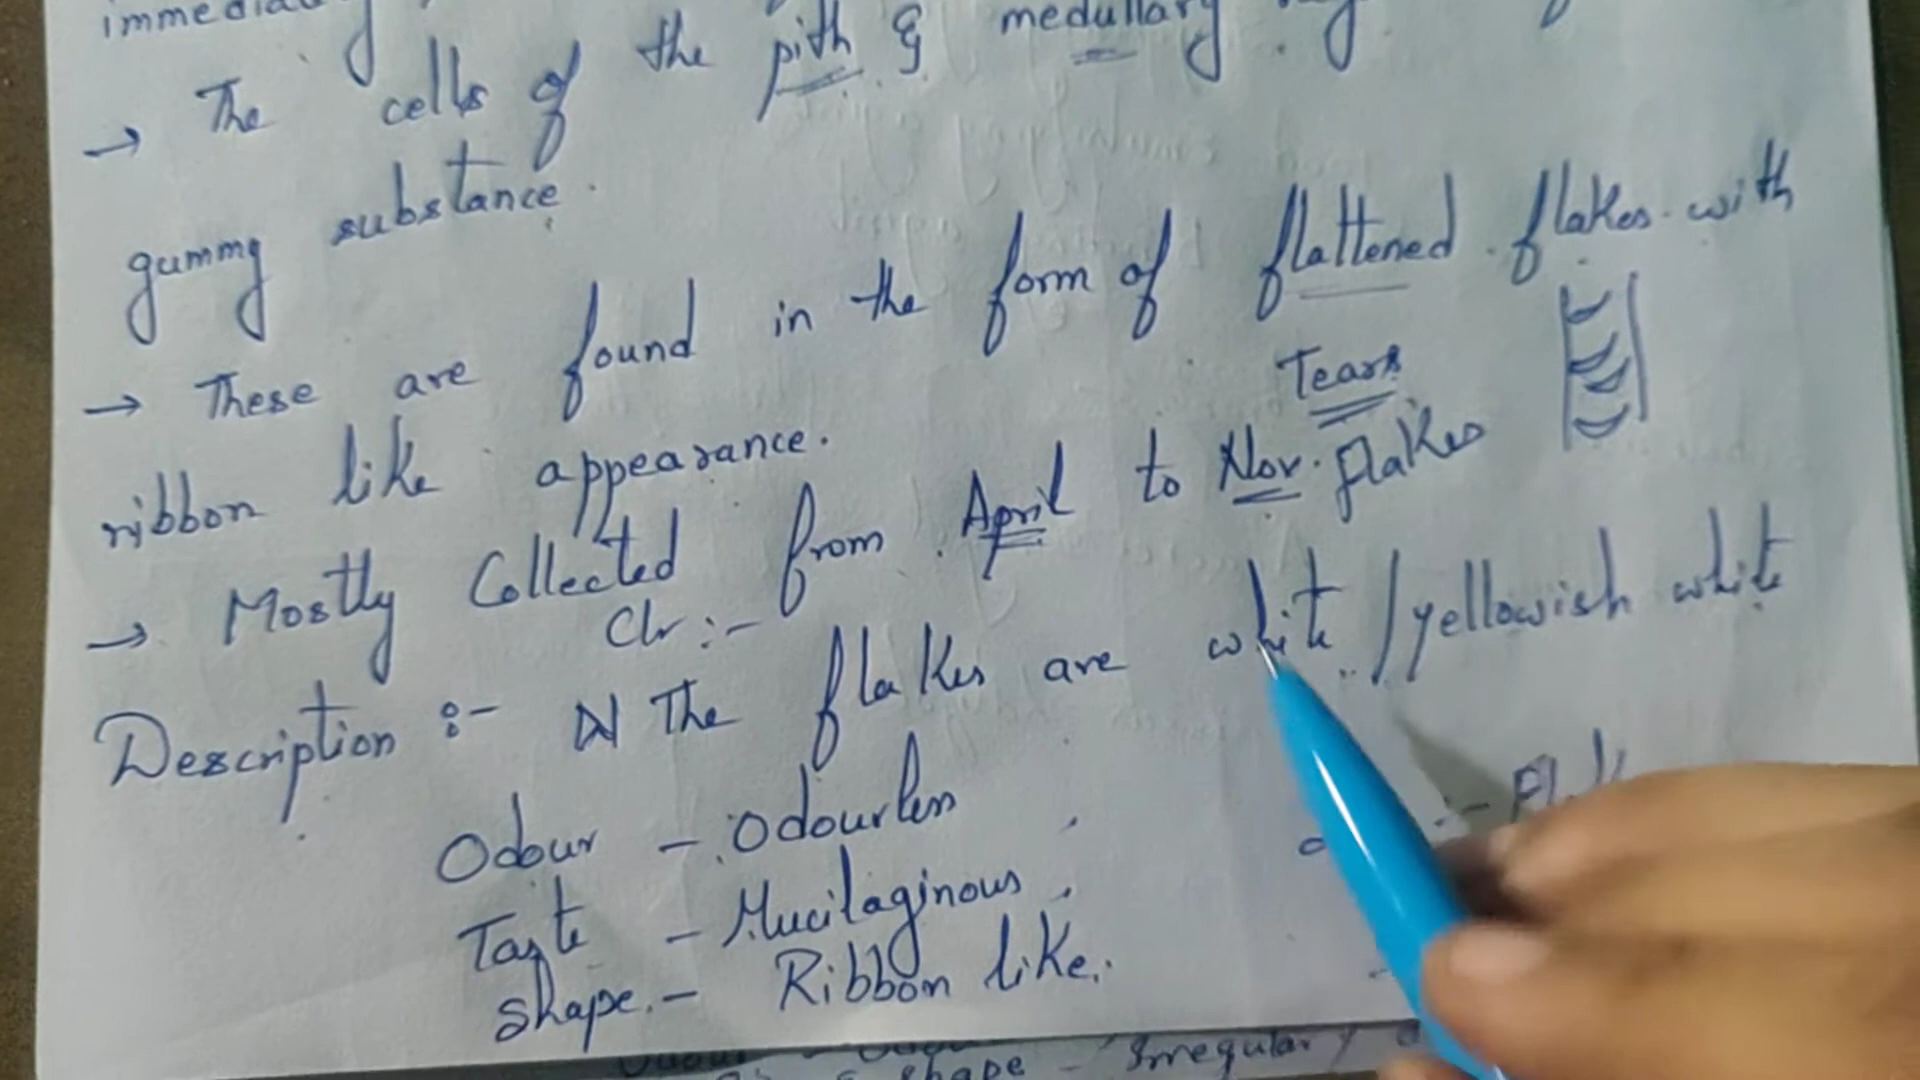 → The cells of the pith & medullary
gummy substance.
→ These are found in the form of flattened flakes with
ribbon like appearance.
Tears
→ Mostly Collected from April to Nov. Flakes
Clr :-
Description :- The flakes are white / yellowish white
Odour - Odourless
Taste - Mucilaginous
shape - Ribbon like.
shape - Irregular